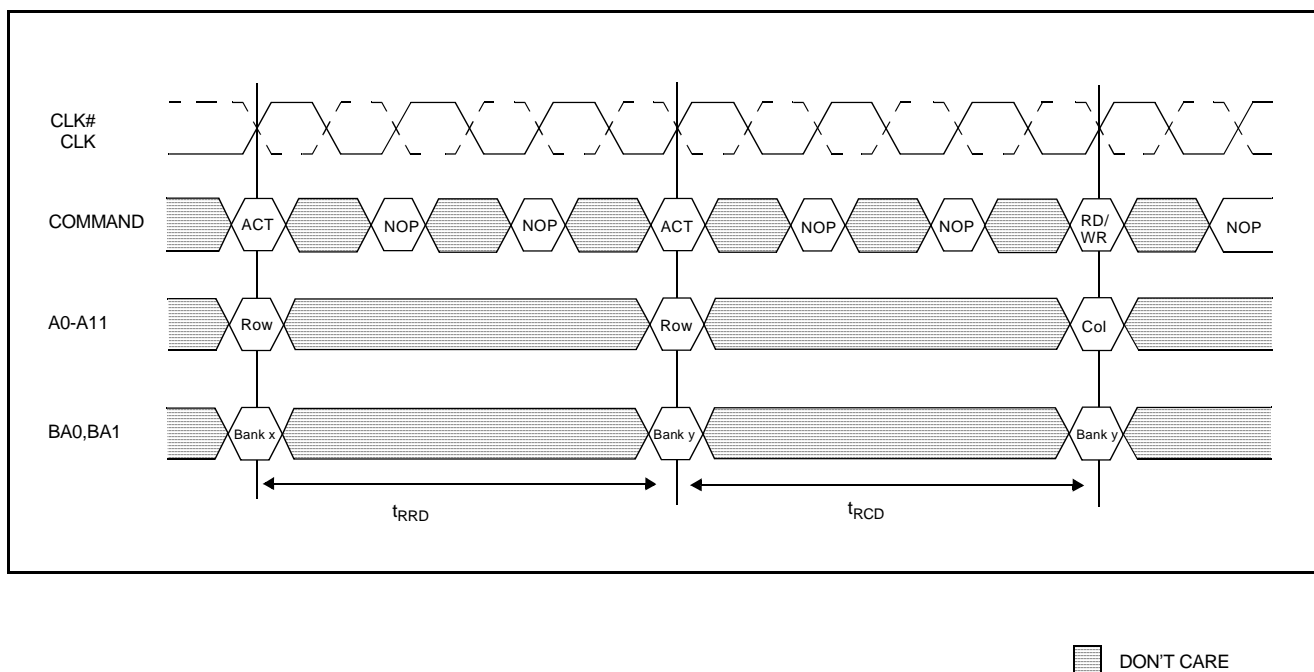 CLK#
CLK
COMMAND
ACT
NOP
NOP
ACT
NOP
NOP
RD/
WR
NOP
A0-A11
Row
Row
Col
BA0,BA1
Bank x
Bank y
Bank y
tRRD
tRCD
DON'T CARE